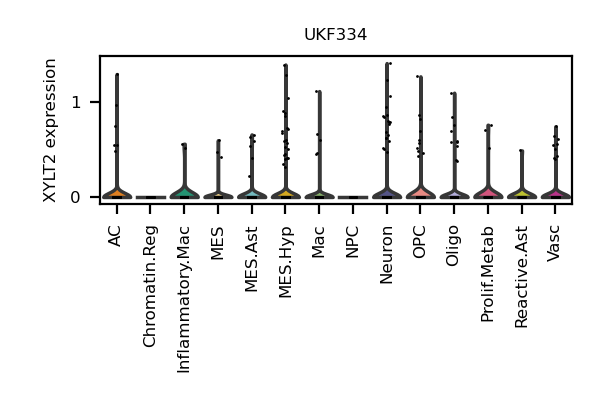 UKF334
XYLT2 expression
1
0
AC
Chromatin.Reg
Inflammatory.Mac
MES
MES.Ast
MES.Hyp
Mac
NPC
Neuron
OPC
Oligo
Prolif.Metab
Reactive.Ast
Vasc